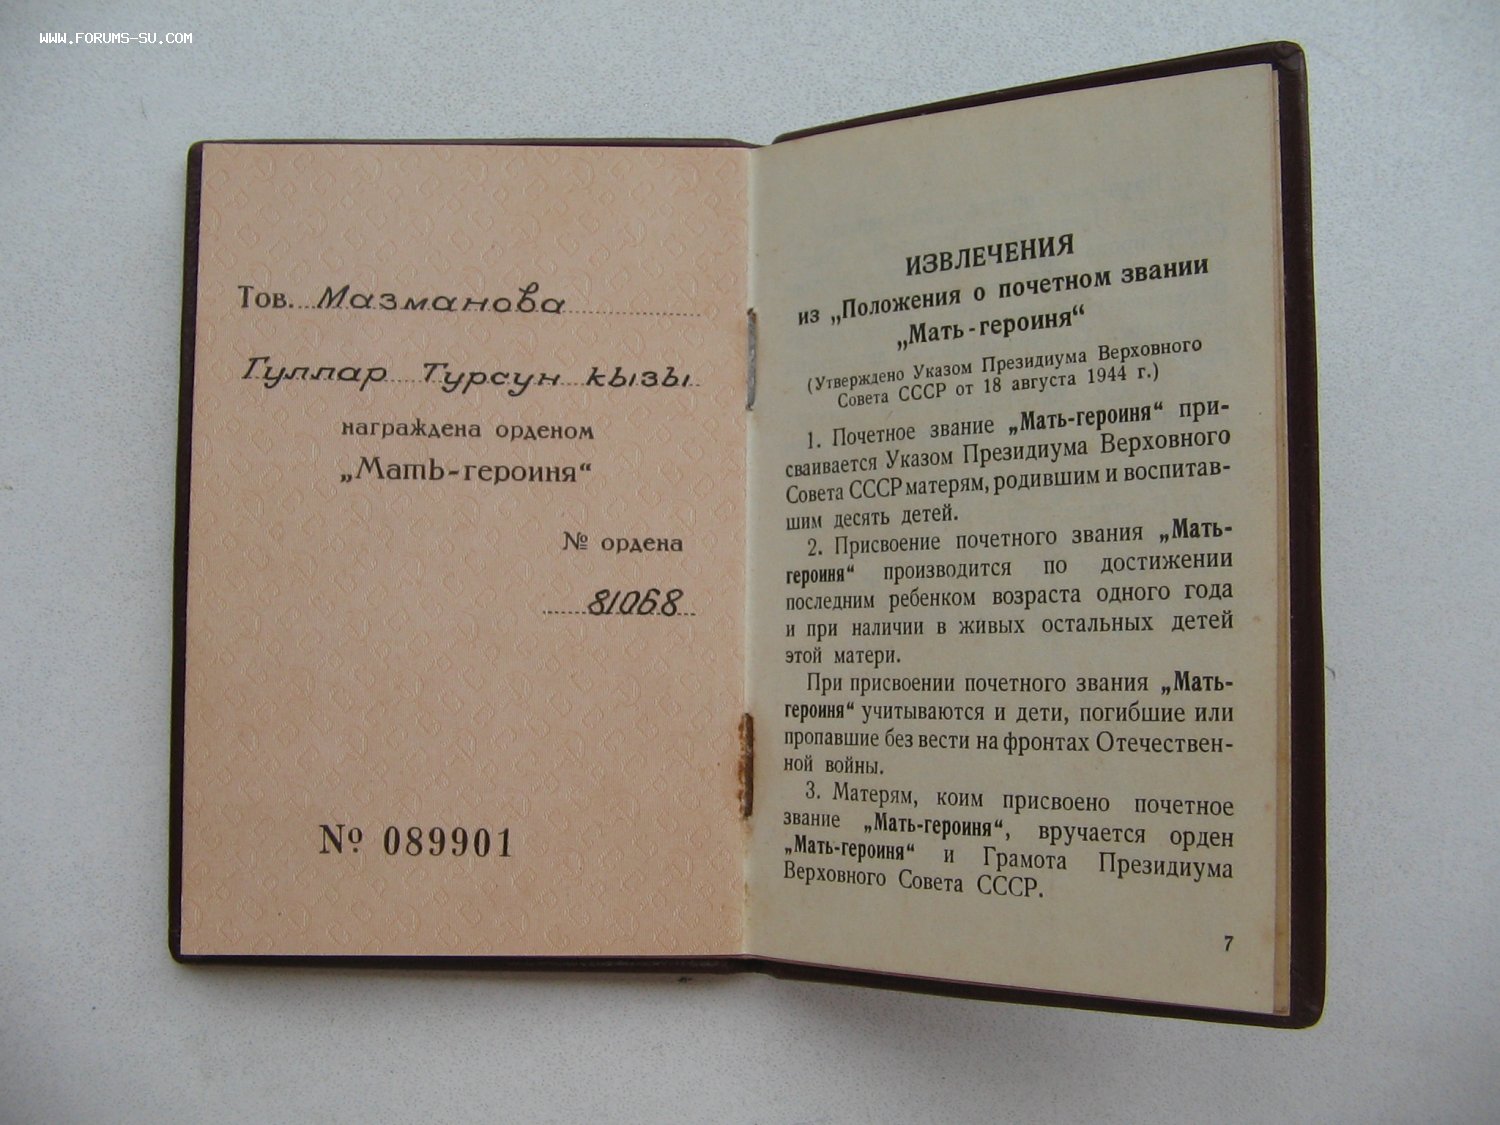 WWW.FORUMS-SU.COM
Тов. Мазманова
Гуллар Турсун кызы
награждена орденом
„Мать-героиня“
№ ордена
81068
№ 089901
ИЗВЛЕЧЕНИЯ
из „Положения о почетном звании
„Мать-героиня“
(Утверждено Указом Президиума Верховного
Совета СССР от 18 августа 1944 г.)
1. Почетное звание „Мать-героиня“ при-
сваивается Указом Президиума Верховного
Совета СССР матерям, родившим и воспитав-
шим десять детей.
2. Присвоение почетного звания „Мать-
героиня“ производится по достижении
последним ребенком возраста одного года
и при наличии в живых остальных детей
этой матери.
При присвоении почетного звания „Мать-
героиня“ учитываются и дети, погибшие или
пропавшие без вести на фронтах Отечествен-
ной войны.
3. Матерям, коим присвоено почетное
звание „Мать-героиня“, вручается орден
„Мать-героиня“ и Грамота Президиума
Верховного Совета СССР.
7